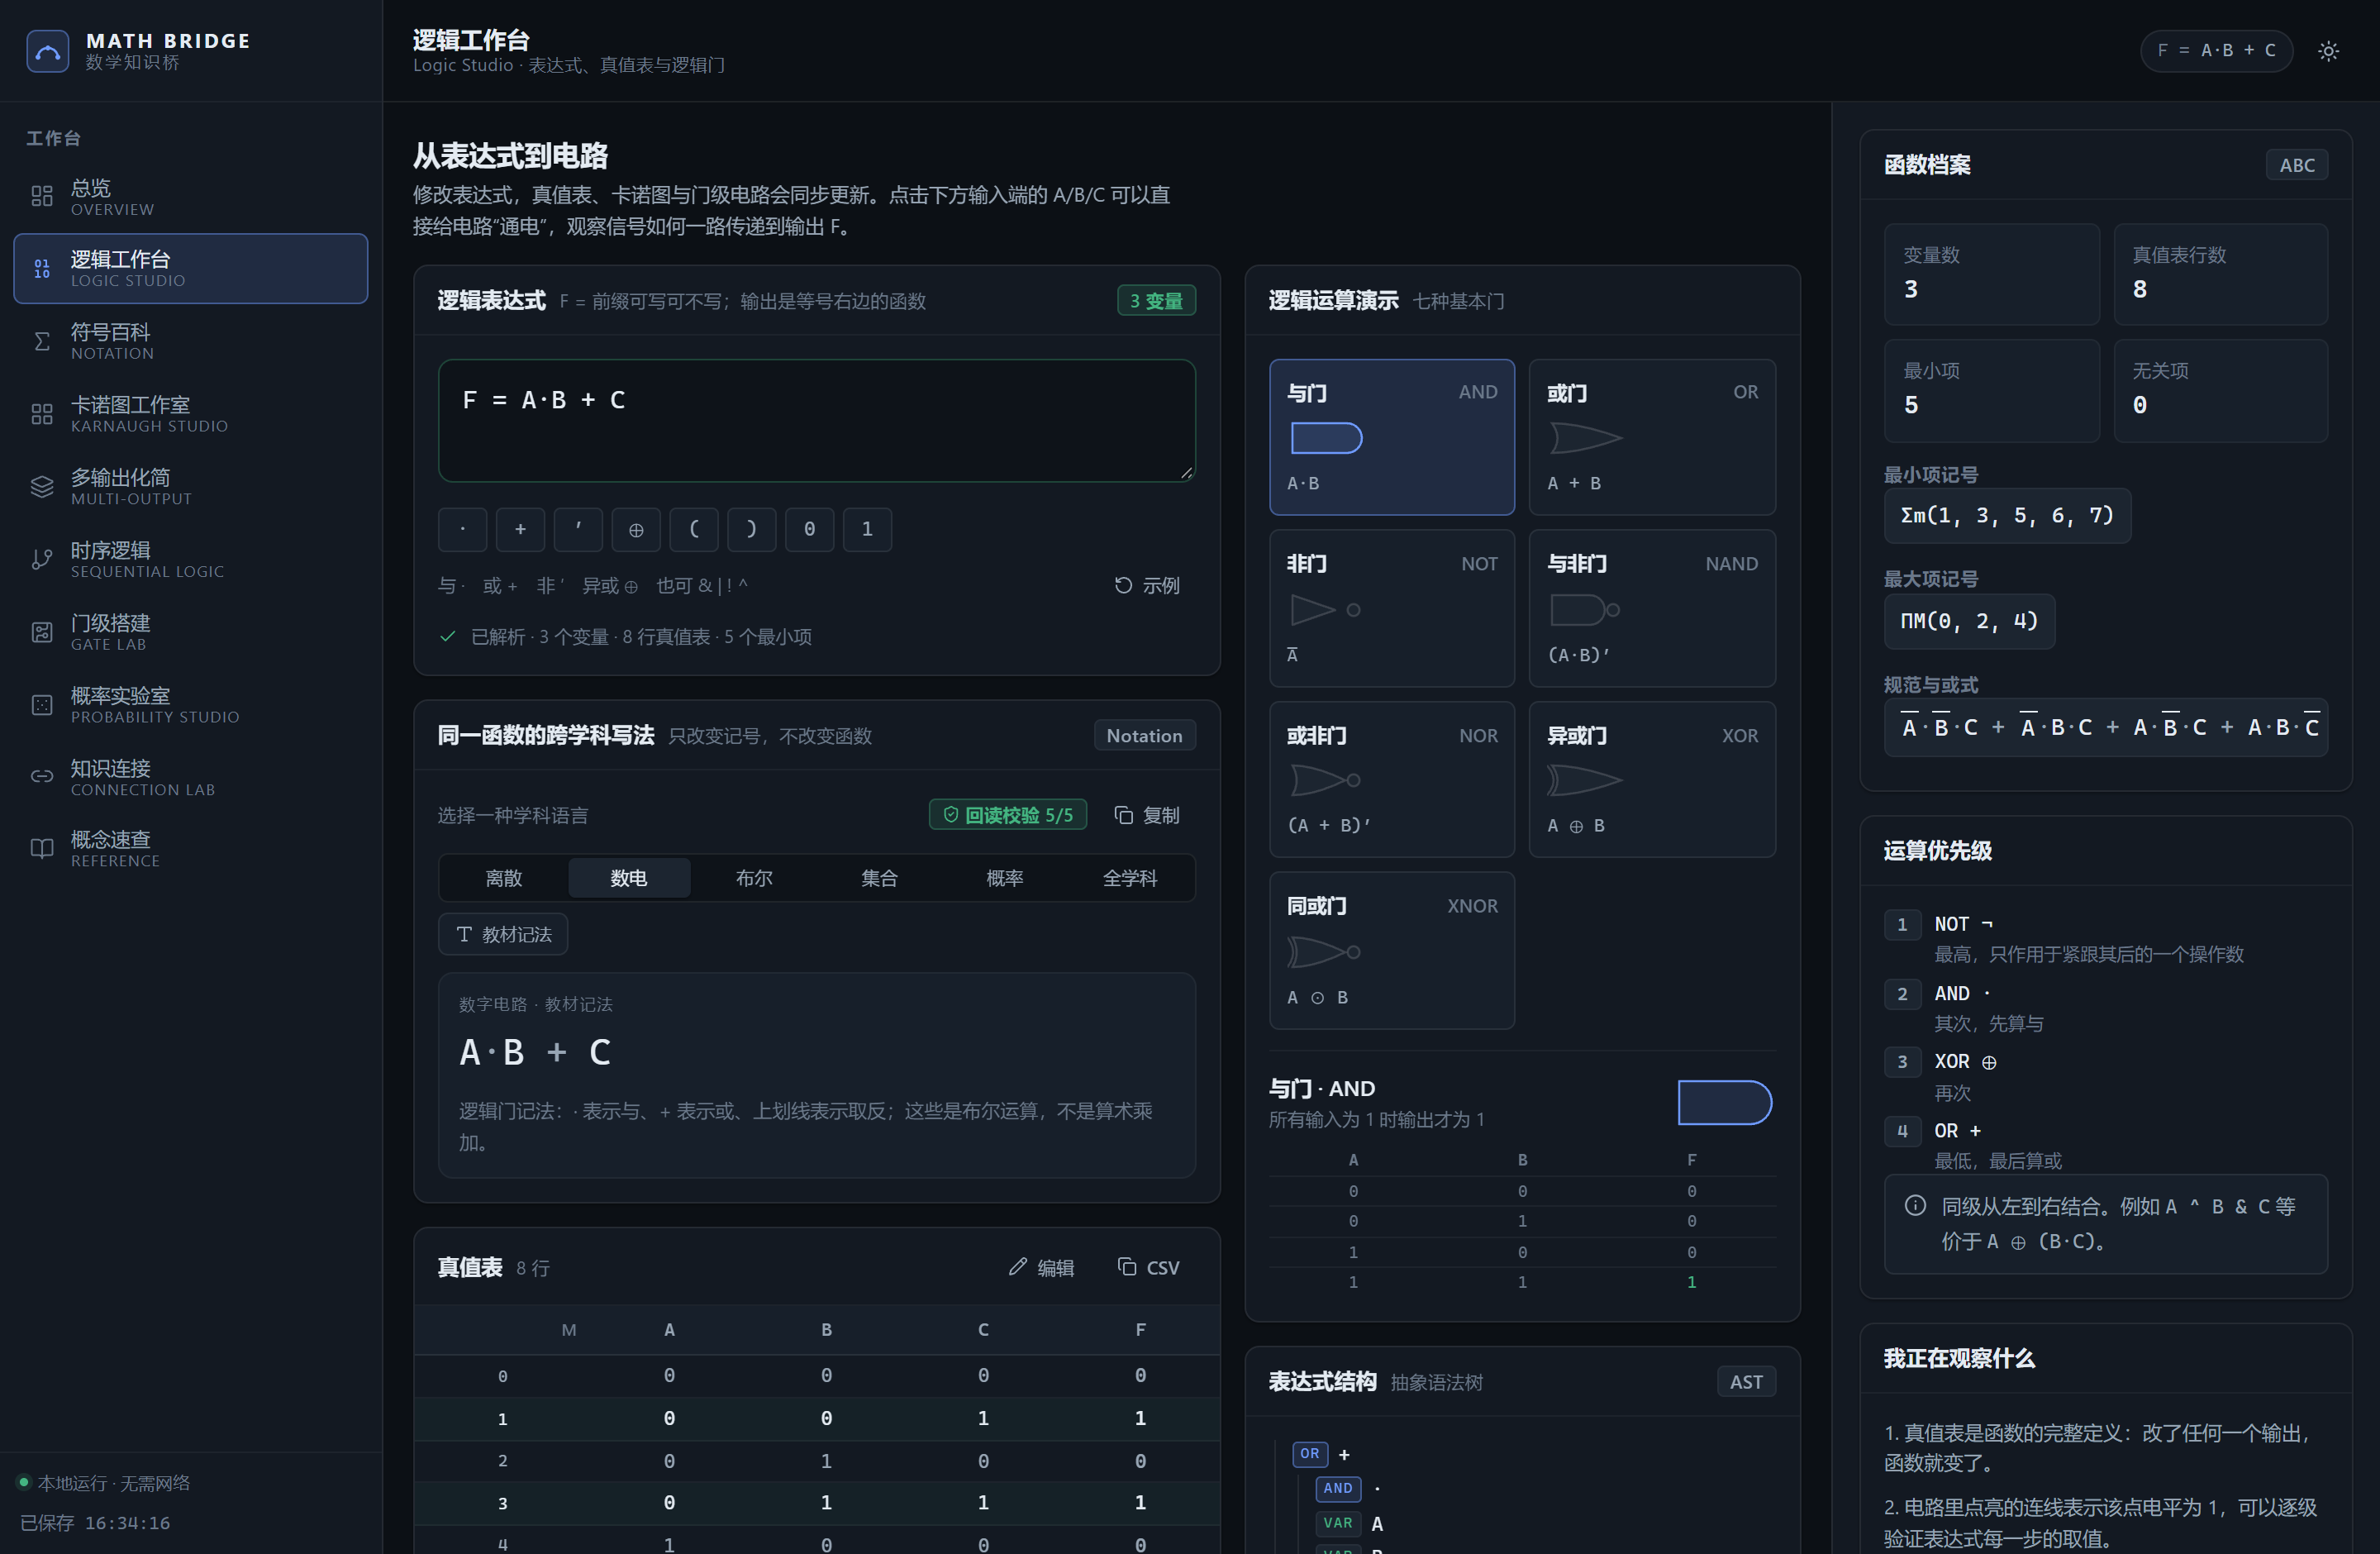 MATH BRIDGE
数学知识桥
工作台
总览
OVERVIEW
逻辑工作台
LOGIC STUDIO
符号百科
NOTATION
卡诺图工作室
KARNAUGH STUDIO
多输出化简
MULTI-OUTPUT
时序逻辑
SEQUENTIAL LOGIC
门级搭建
GATE LAB
概率实验室
PROBABILITY STUDIO
知识连接
CONNECTION LAB
概念速查
REFERENCE
本地运行 · 无需网络
已保存 16:34:16
逻辑工作台
Logic Studio · 表达式、真值表与逻辑门
F = A·B + C
从表达式到电路
修改表达式，真值表、卡诺图与门级电路会同步更新。点击下方输入端的 A/B/C 可以直
接给电路“通电”，观察信号如何一路传递到输出 F。
逻辑表达式 F = 前缀可写可不写；输出是等号右边的函数 3 变量
F = A·B + C
· + ′ ⊕ ( ) 0 1
与 · 或 + 非 ′ 异或 ⊕ 也可 & | ! ^ 示例
已解析 · 3 个变量 · 8 行真值表 · 5 个最小项
同一函数的跨学科写法 只改变记号，不改变函数 Notation
选择一种学科语言 回读校验 5/5 复制
离散 数电 布尔 集合 概率 全学科
教材记法
数字电路 · 教材记法
A·B + C
逻辑门记法：· 表示与、+ 表示或、上划线表示取反；这些是布尔运算，不是算术乘
加。
真值表 8 行 编辑 CSV
M A B C F
0 0 0 0 0
1 0 0 1 1
2 0 1 0 0
3 0 1 1 1
4 1 0 0 0
逻辑运算演示 七种基本门
与门 AND
A·B
或门 OR
A + B
非门 NOT
A̅
与非门 NAND
(A·B)′
或非门 NOR
(A + B)′
异或门 XOR
A ⊕ B
同或门 XNOR
A ⊙ B
与门 · AND
所有输入为 1 时输出才为 1
A B F
0 0 0
0 1 0
1 0 0
1 1 1
表达式结构 抽象语法树 AST
OR +
AND ·
VAR A
VAR B
函数档案 ABC
变量数
3
真值表行数
8
最小项
5
无关项
0
最小项记号
Σm(1, 3, 5, 6, 7)
最大项记号
ΠM(0, 2, 4)
规范与或式
A̅·B̅·C + A̅·B·C + A·B̅·C + A·B·C̅
运算优先级
1 NOT ¬
最高，只作用于紧跟其后的一个操作数
2 AND ·
其次，先算与
3 XOR ⊕
再次
4 OR +
最低，最后算或
同级从左到右结合。例如 A ^ B & C 等
价于 A ⊕ (B·C)。
我正在观察什么
1. 真值表是函数的完整定义：改了任何一个输出，
函数就变了。
2. 电路里点亮的连线表示该点电平为 1，可以逐级
验证表达式每一步的取值。